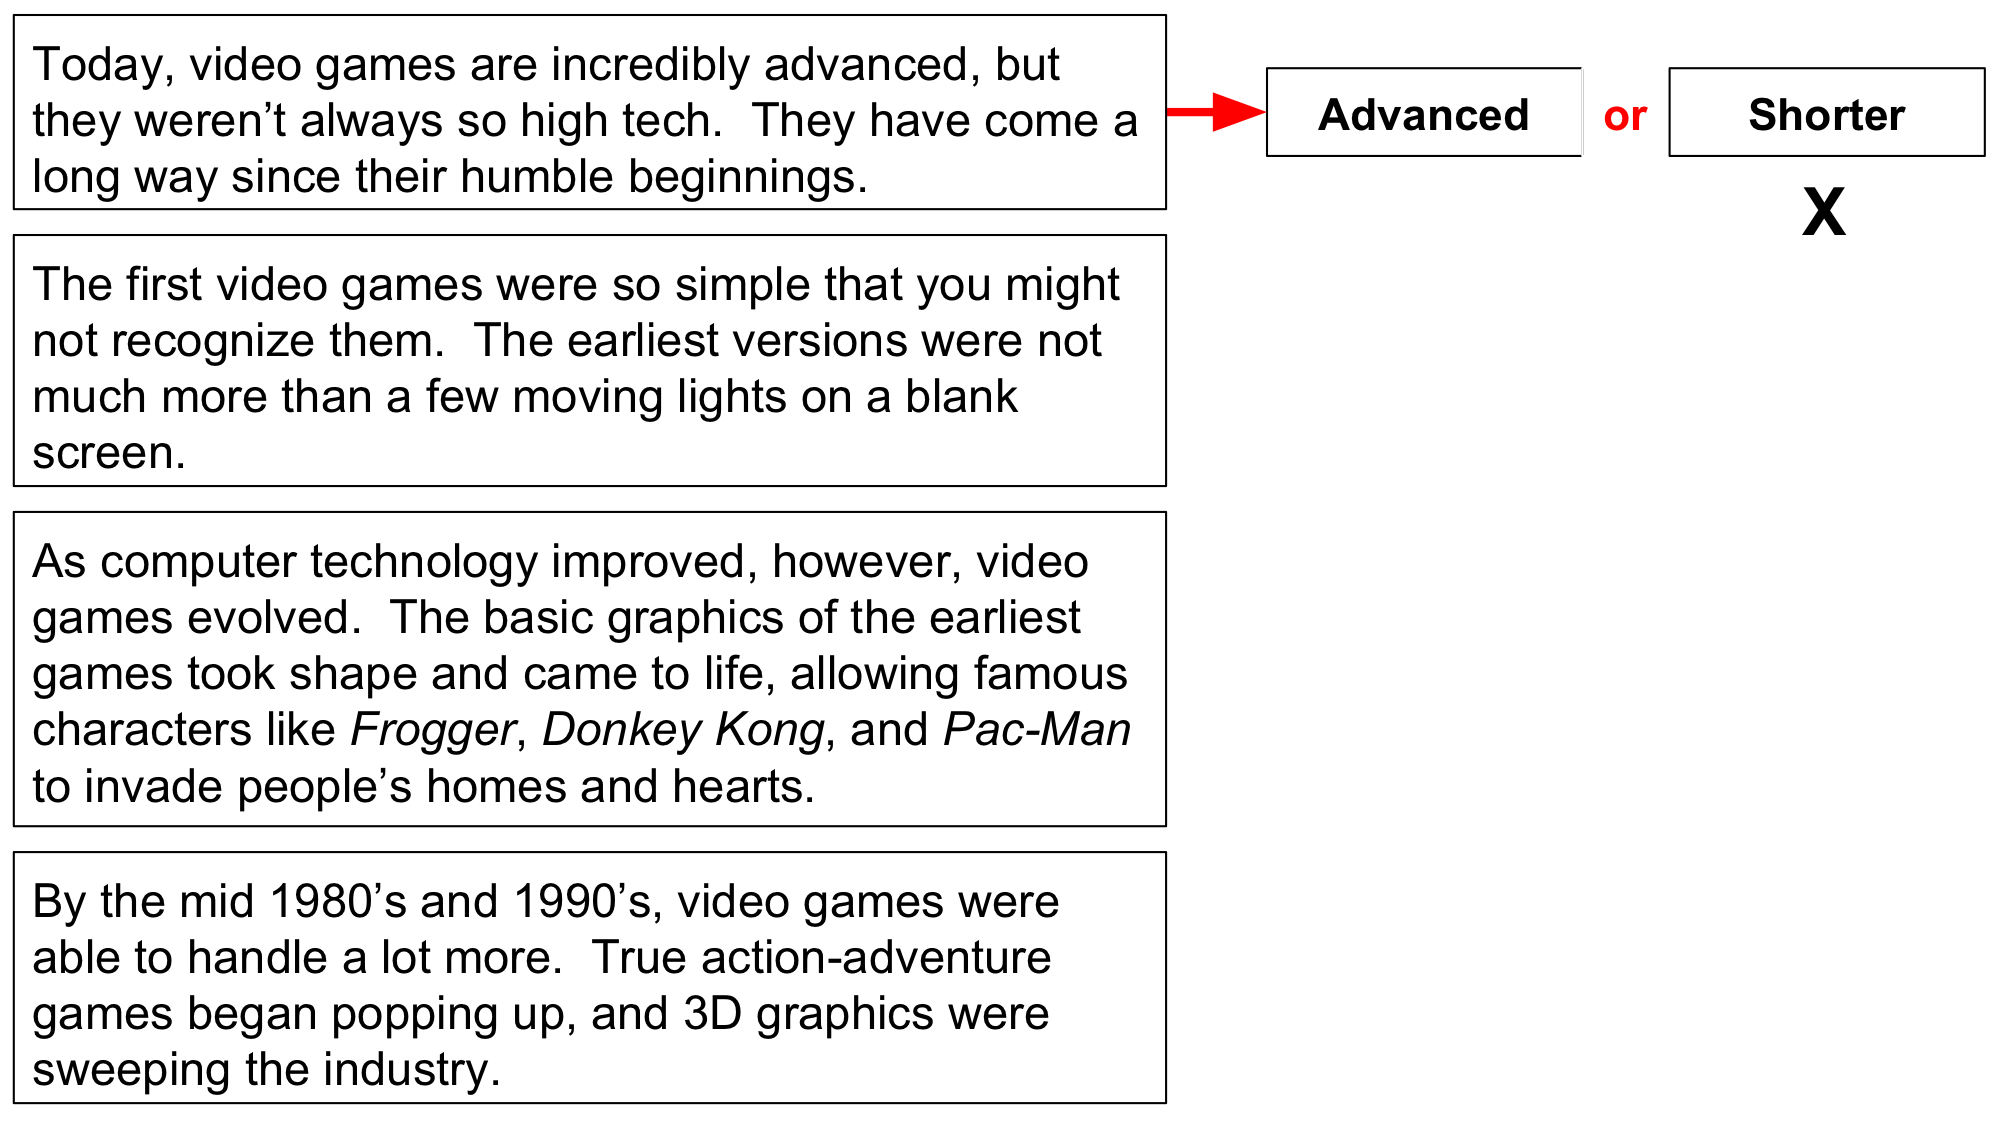 Today, video games are incredibly advanced, but
they weren’t always so high tech.  They have come a
long way since their humble beginnings.
Advanced or Shorter
X
The first video games were so simple that you might
not recognize them.  The earliest versions were not
much more than a few moving lights on a blank
screen.
As computer technology improved, however, video
games evolved.  The basic graphics of the earliest
games took shape and came to life, allowing famous
characters like Frogger, Donkey Kong, and Pac-Man
to invade people’s homes and hearts.
By the mid 1980’s and 1990’s, video games were
able to handle a lot more.  True action-adventure
games began popping up, and 3D graphics were
sweeping the industry.